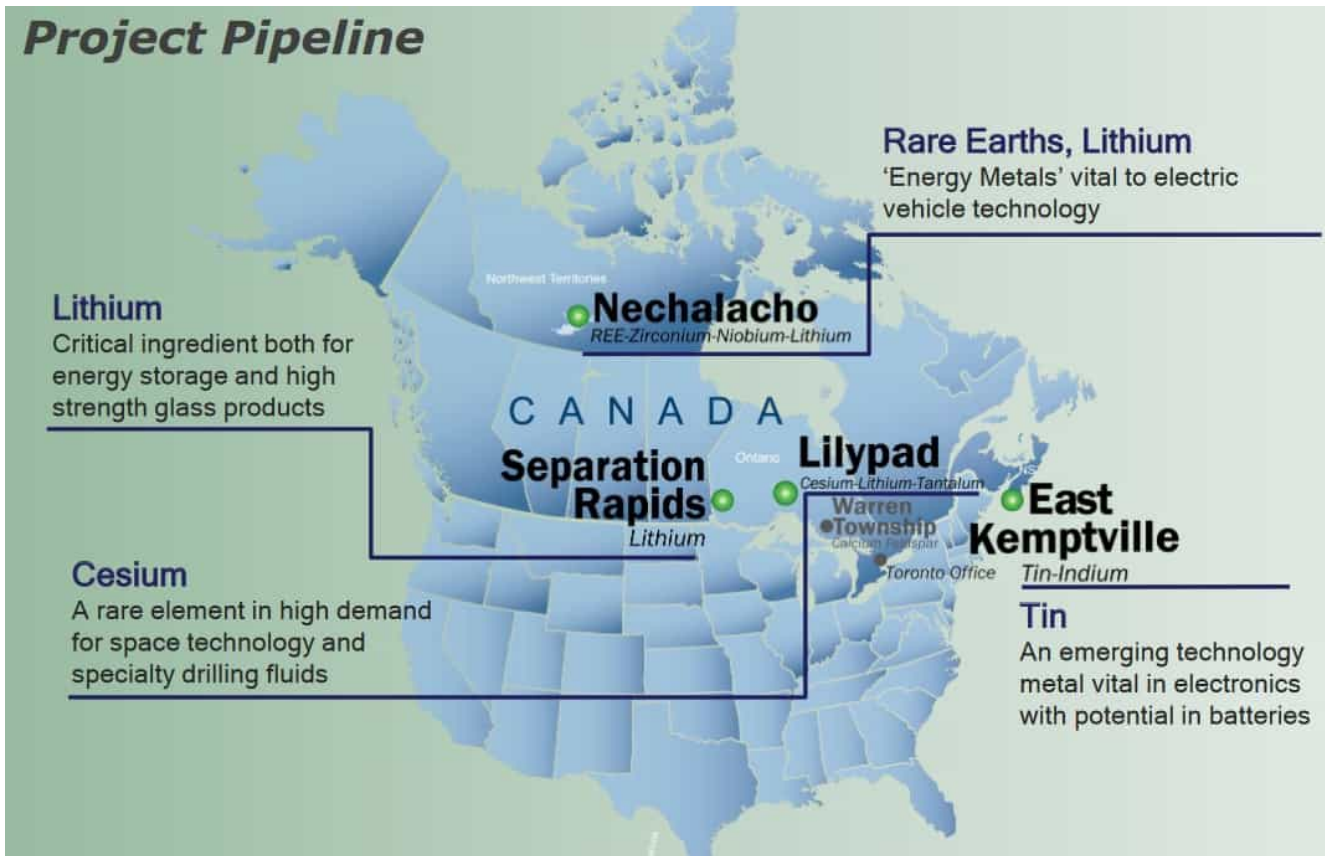 Project Pipeline
Rare Earths, Lithium
‘Energy Metals’ vital to electric
vehicle technology
Northwest Territories
Nechalacho
REE-Zirconium-Niobium-Lithium
Lithium
Critical ingredient both for
energy storage and high
strength glass products
CANADA
Separation
Rapids
Lithium
Ontario
Lilypad
Cesium-Lithium-Tantalum
Warren
Township
Calcium Feldspar
Toronto Office
NS
East
Kemptville
Tin-Indium
Cesium
A rare element in high demand
for space technology and
specialty drilling fluids
Tin
An emerging technology
metal vital in electronics
with potential in batteries